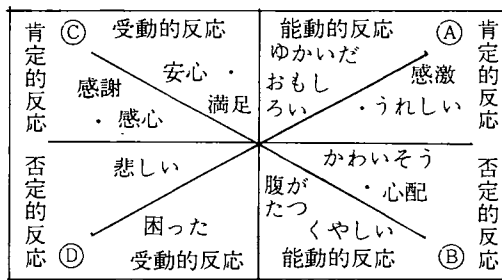 肯定的反応
Ⓒ 受動的反応
安心・満足
感謝・感心
能動的反応 Ⓐ
ゆかいだ
おもし
ろい
感激
・うれしい
肯定的反応
否定的反応
悲しい
困った
Ⓓ 受動的反応
かわいそう
・心配
腹が
たつ
くやしい
能動的反応 Ⓑ
否定的反応